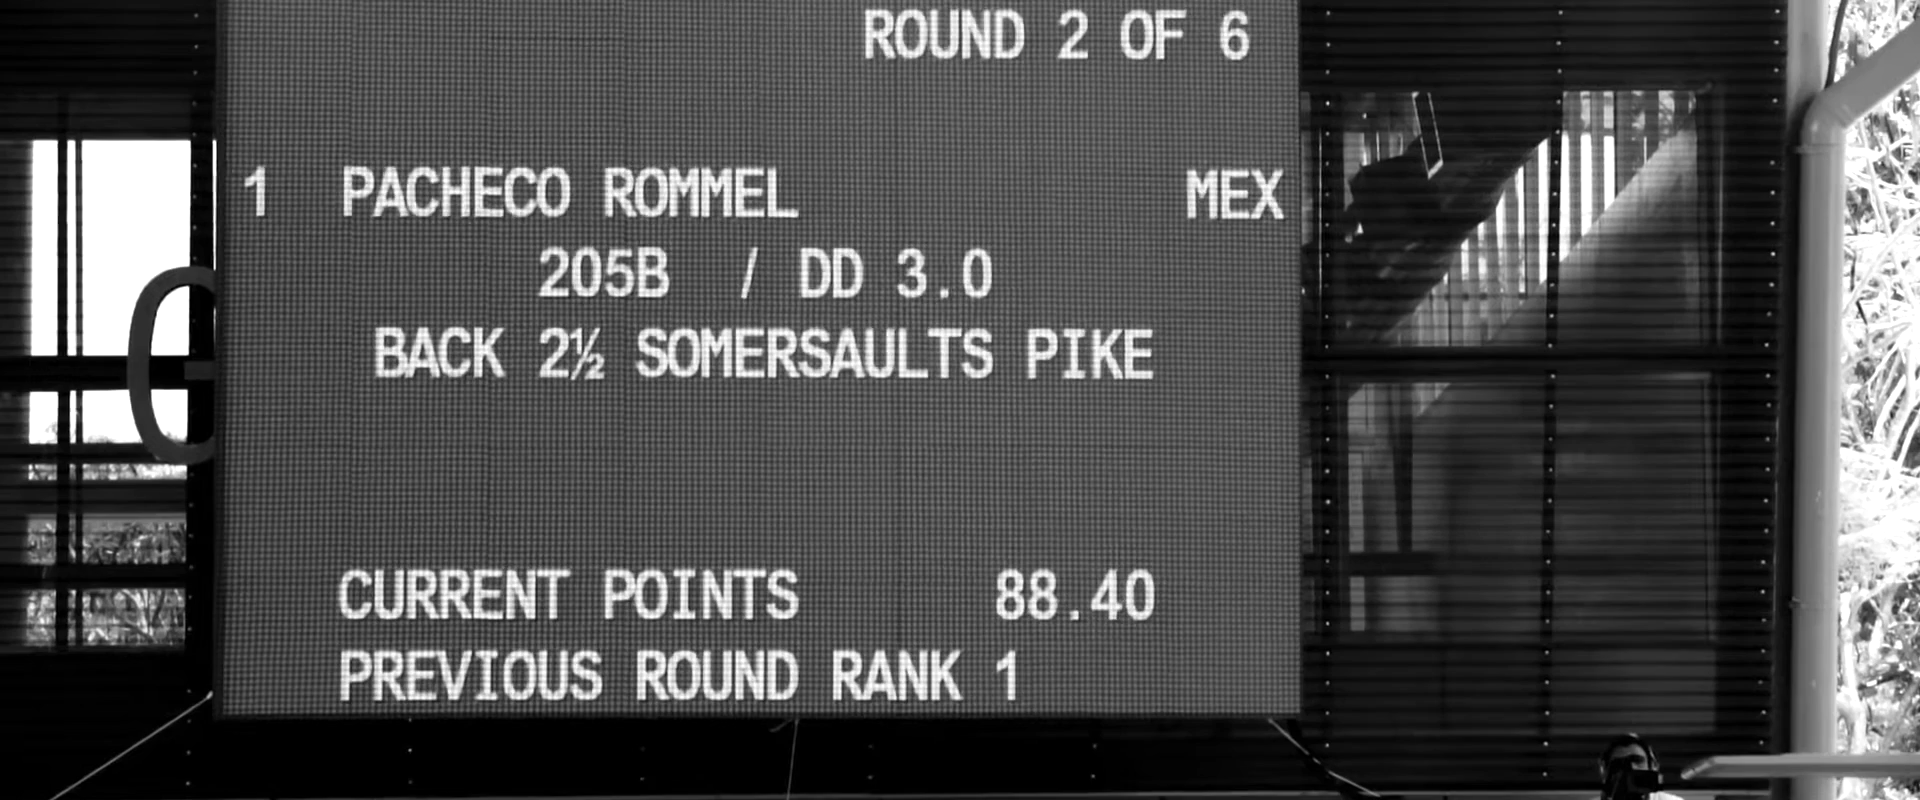 ROUND 2 OF 6
1 PACHECO ROMMEL MEX
205B / DD 3.0
BACK 2½ SOMERSAULTS PIKE
CURRENT POINTS 88.40
PREVIOUS ROUND RANK 1